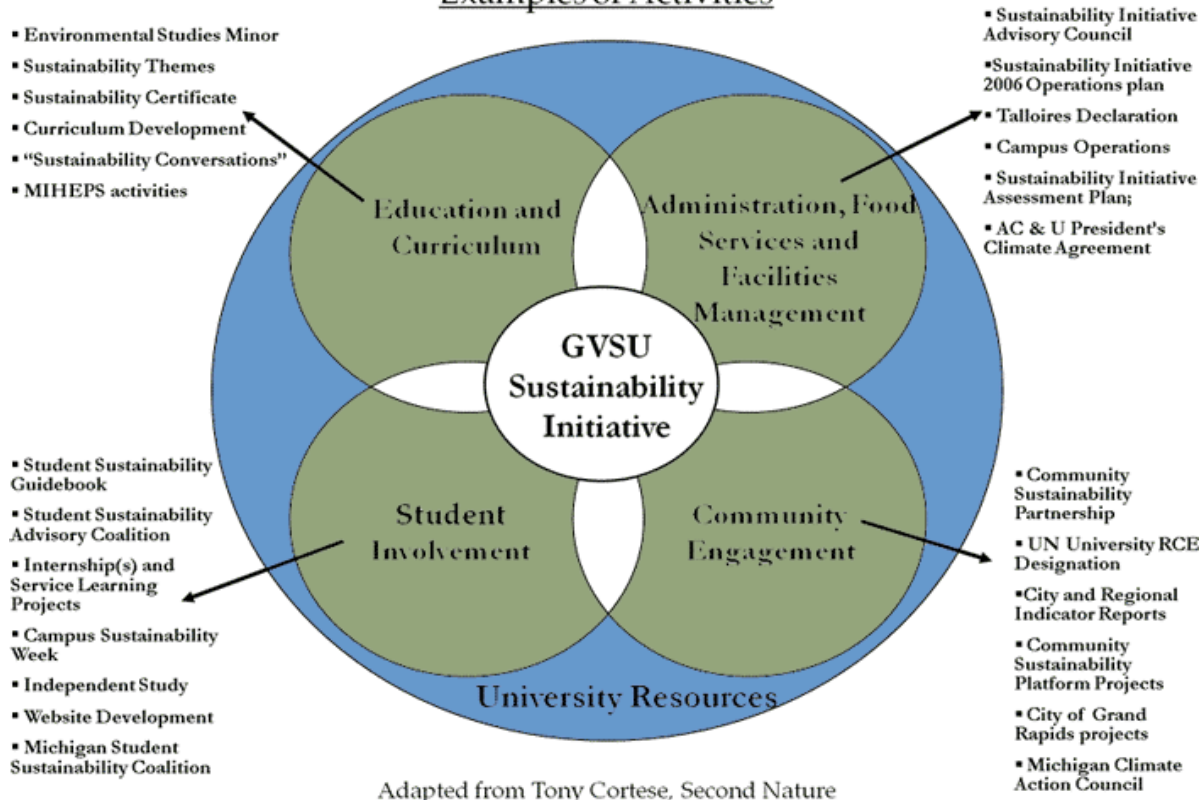 Examples of Activities
▪ Environmental Studies Minor
▪ Sustainability Themes
▪ Sustainability Certificate
▪ Curriculum Development
▪ “Sustainability Conversations”
▪ MIHEPS activities
▪ Sustainability Initiative
Advisory Council
▪Sustainability Initiative
2006 Operations plan
▪ Talloires Declaration
▪ Campus Operations
▪ Sustainability Initiative
Assessment Plan;
▪ AC & U President's
Climate Agreement
Education and
Curriculum
Administration, Food
Services and
Facilities
Management
GVSU
Sustainability
Initiative
Student
Involvement
Community
Engagement
University Resources
▪ Student Sustainability
Guidebook
▪ Student Sustainability
Advisory Coalition
▪ Internship(s) and
Service Learning
Projects
▪ Campus Sustainability
Week
▪ Independent Study
▪ Website Development
▪ Michigan Student
Sustainability Coalition
▪ Community
Sustainability
Partnership
▪ UN University RCE
Designation
▪City and Regional
Indicator Reports
▪ Community
Sustainability
Platform Projects
▪ City of Grand
Rapids projects
▪ Michigan Climate
Action Council
Adapted from Tony Cortese, Second Nature